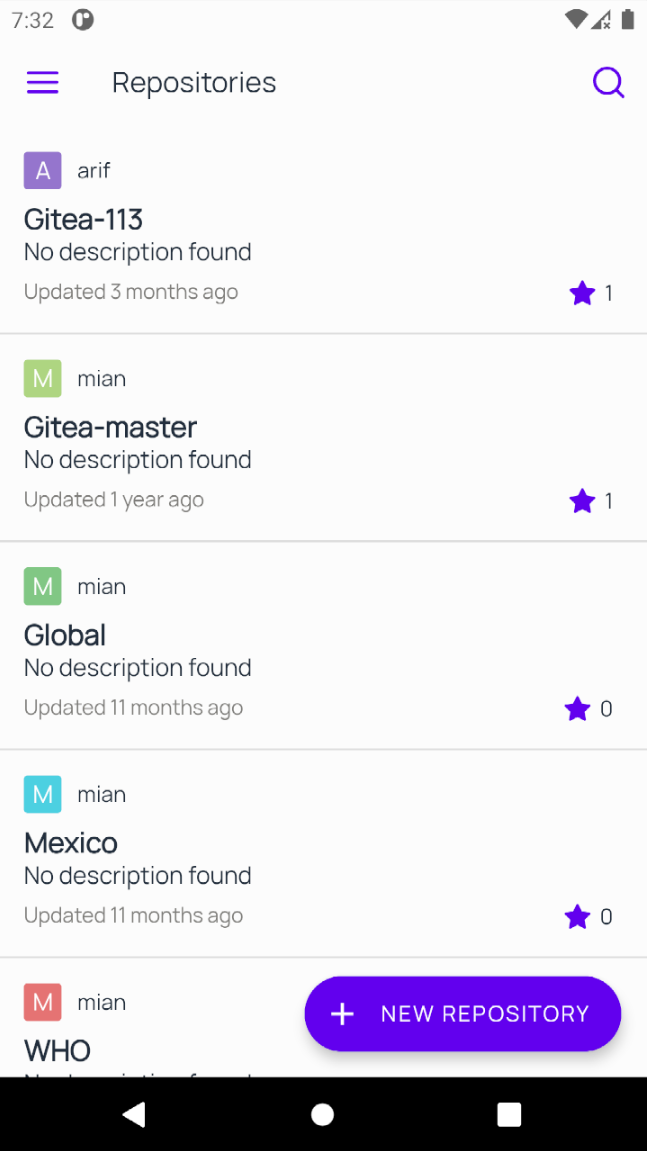 7:32
Repositories
A arif
Gitea-113
No description found
Updated 3 months ago
1
M mian
Gitea-master
No description found
Updated 1 year ago
1
M mian
Global
No description found
Updated 11 months ago
0
M mian
Mexico
No description found
Updated 11 months ago
0
M mian
NEW REPOSITORY
WHO